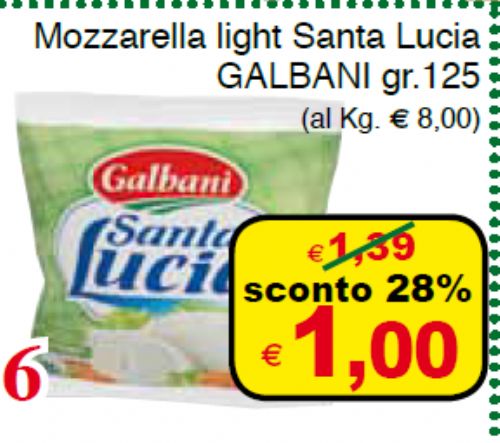 Mozzarella light Santa Lucia
GALBANI gr.125
(al Kg. € 8,00)
Galbani
Santa
Lucia
€ 1,39
sconto 28%
€ 1,00
6